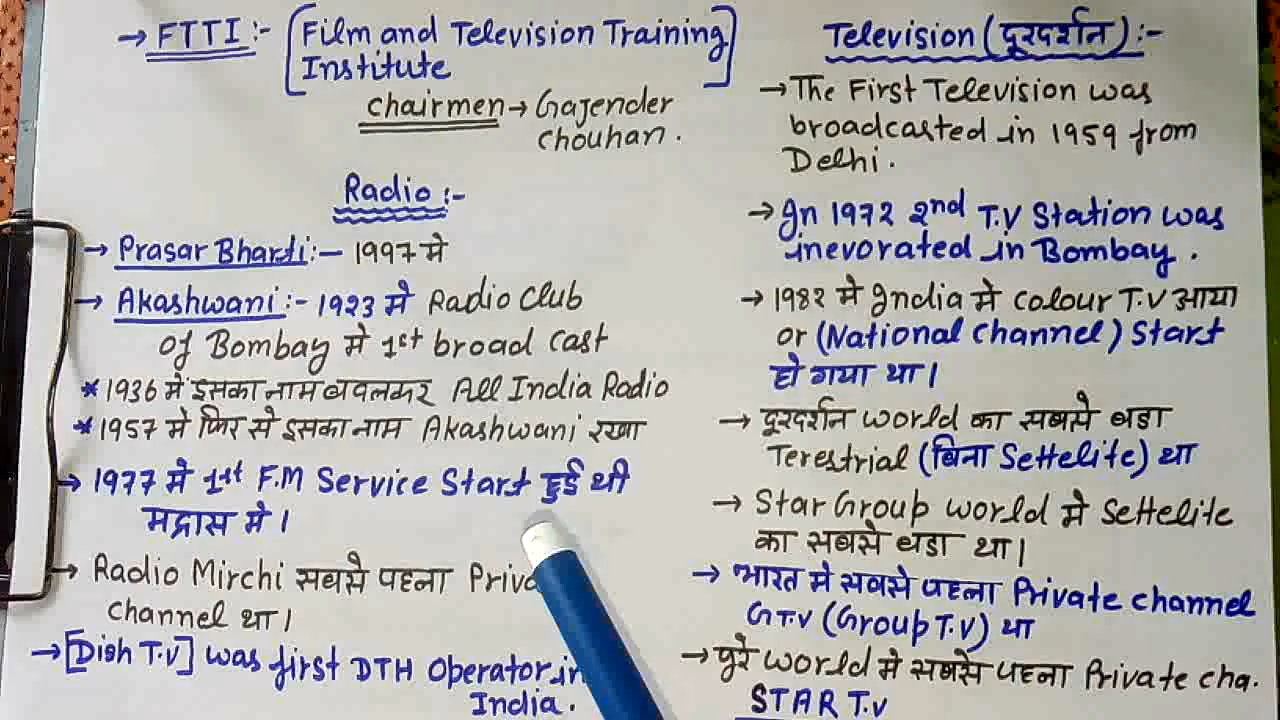 → FTTI :- [Film and Television Training
Institute]
Chairmen → Gajender
chouhan.
Radio :-
→ Prasar Bharti :- 1997 मे
→ Akashwani :- 1923 मे Radio Club
of Bombay मे 1st broad cast
* 1936 मे इसका नाम बदलकर All India Radio
* 1957 मे फिर से इसका नाम Akashwani रखा
→ 1977 मे 1st F.M Service Start हुई थी
मद्रास मे।
→ Radio Mirchi सबसे पहला
channel था।
→ [Dish T.V] was first DTH Operator in
India.
Television (दूरदर्शन) :-
→ The First Television was
broadcasted in 1959 from
Delhi.
→ In 1972 2nd T.V Station was
inevorated in Bombay.
→ 1982 मे India मे Colour T.V आया
or (National Channel) Start
हो गया था।
→ दूरदर्शन world का सबसे बडा
Terestrial (बिना Settelite) था
→ Star Group world मे Settelite
का सबसे बडा था।
→ भारत मे सबसे पहला Private channel
GT.V (Group T.V) था
→ पूरे World मे सबसे पहला Private cha.
STAR T.V